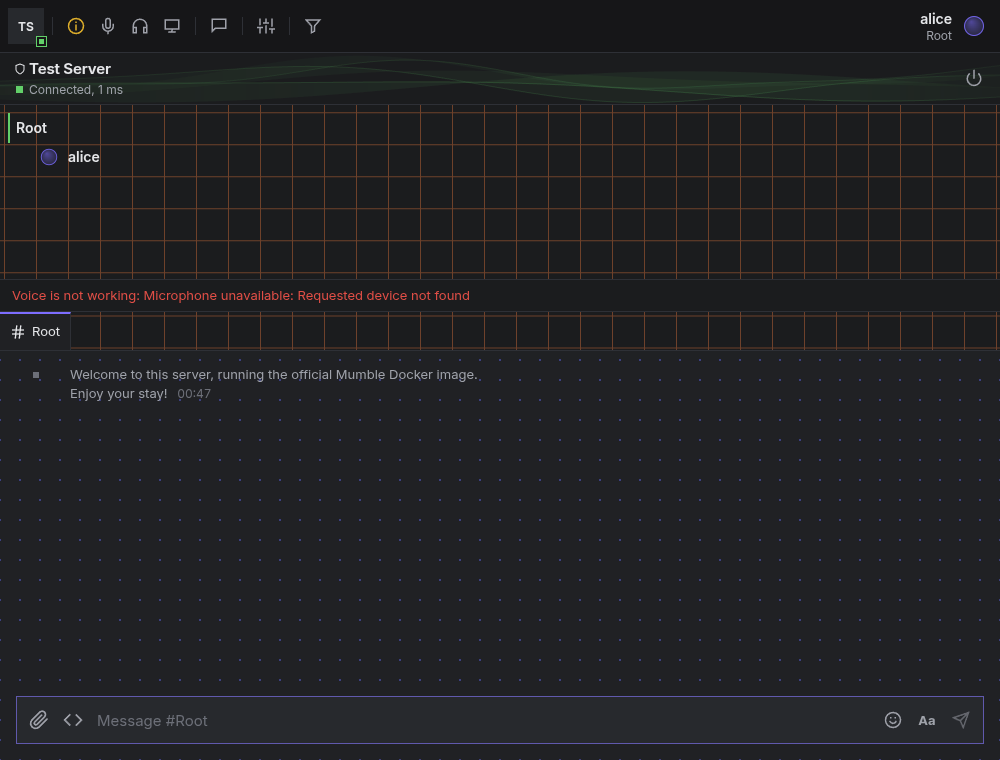 TS
alice
Root
Test Server
Connected, 1 ms
Root
alice
Voice is not working: Microphone unavailable: Requested device not found
Root
Welcome to this server, running the official Mumble Docker image.
Enjoy your stay! 00:47
Message #Root
Aa